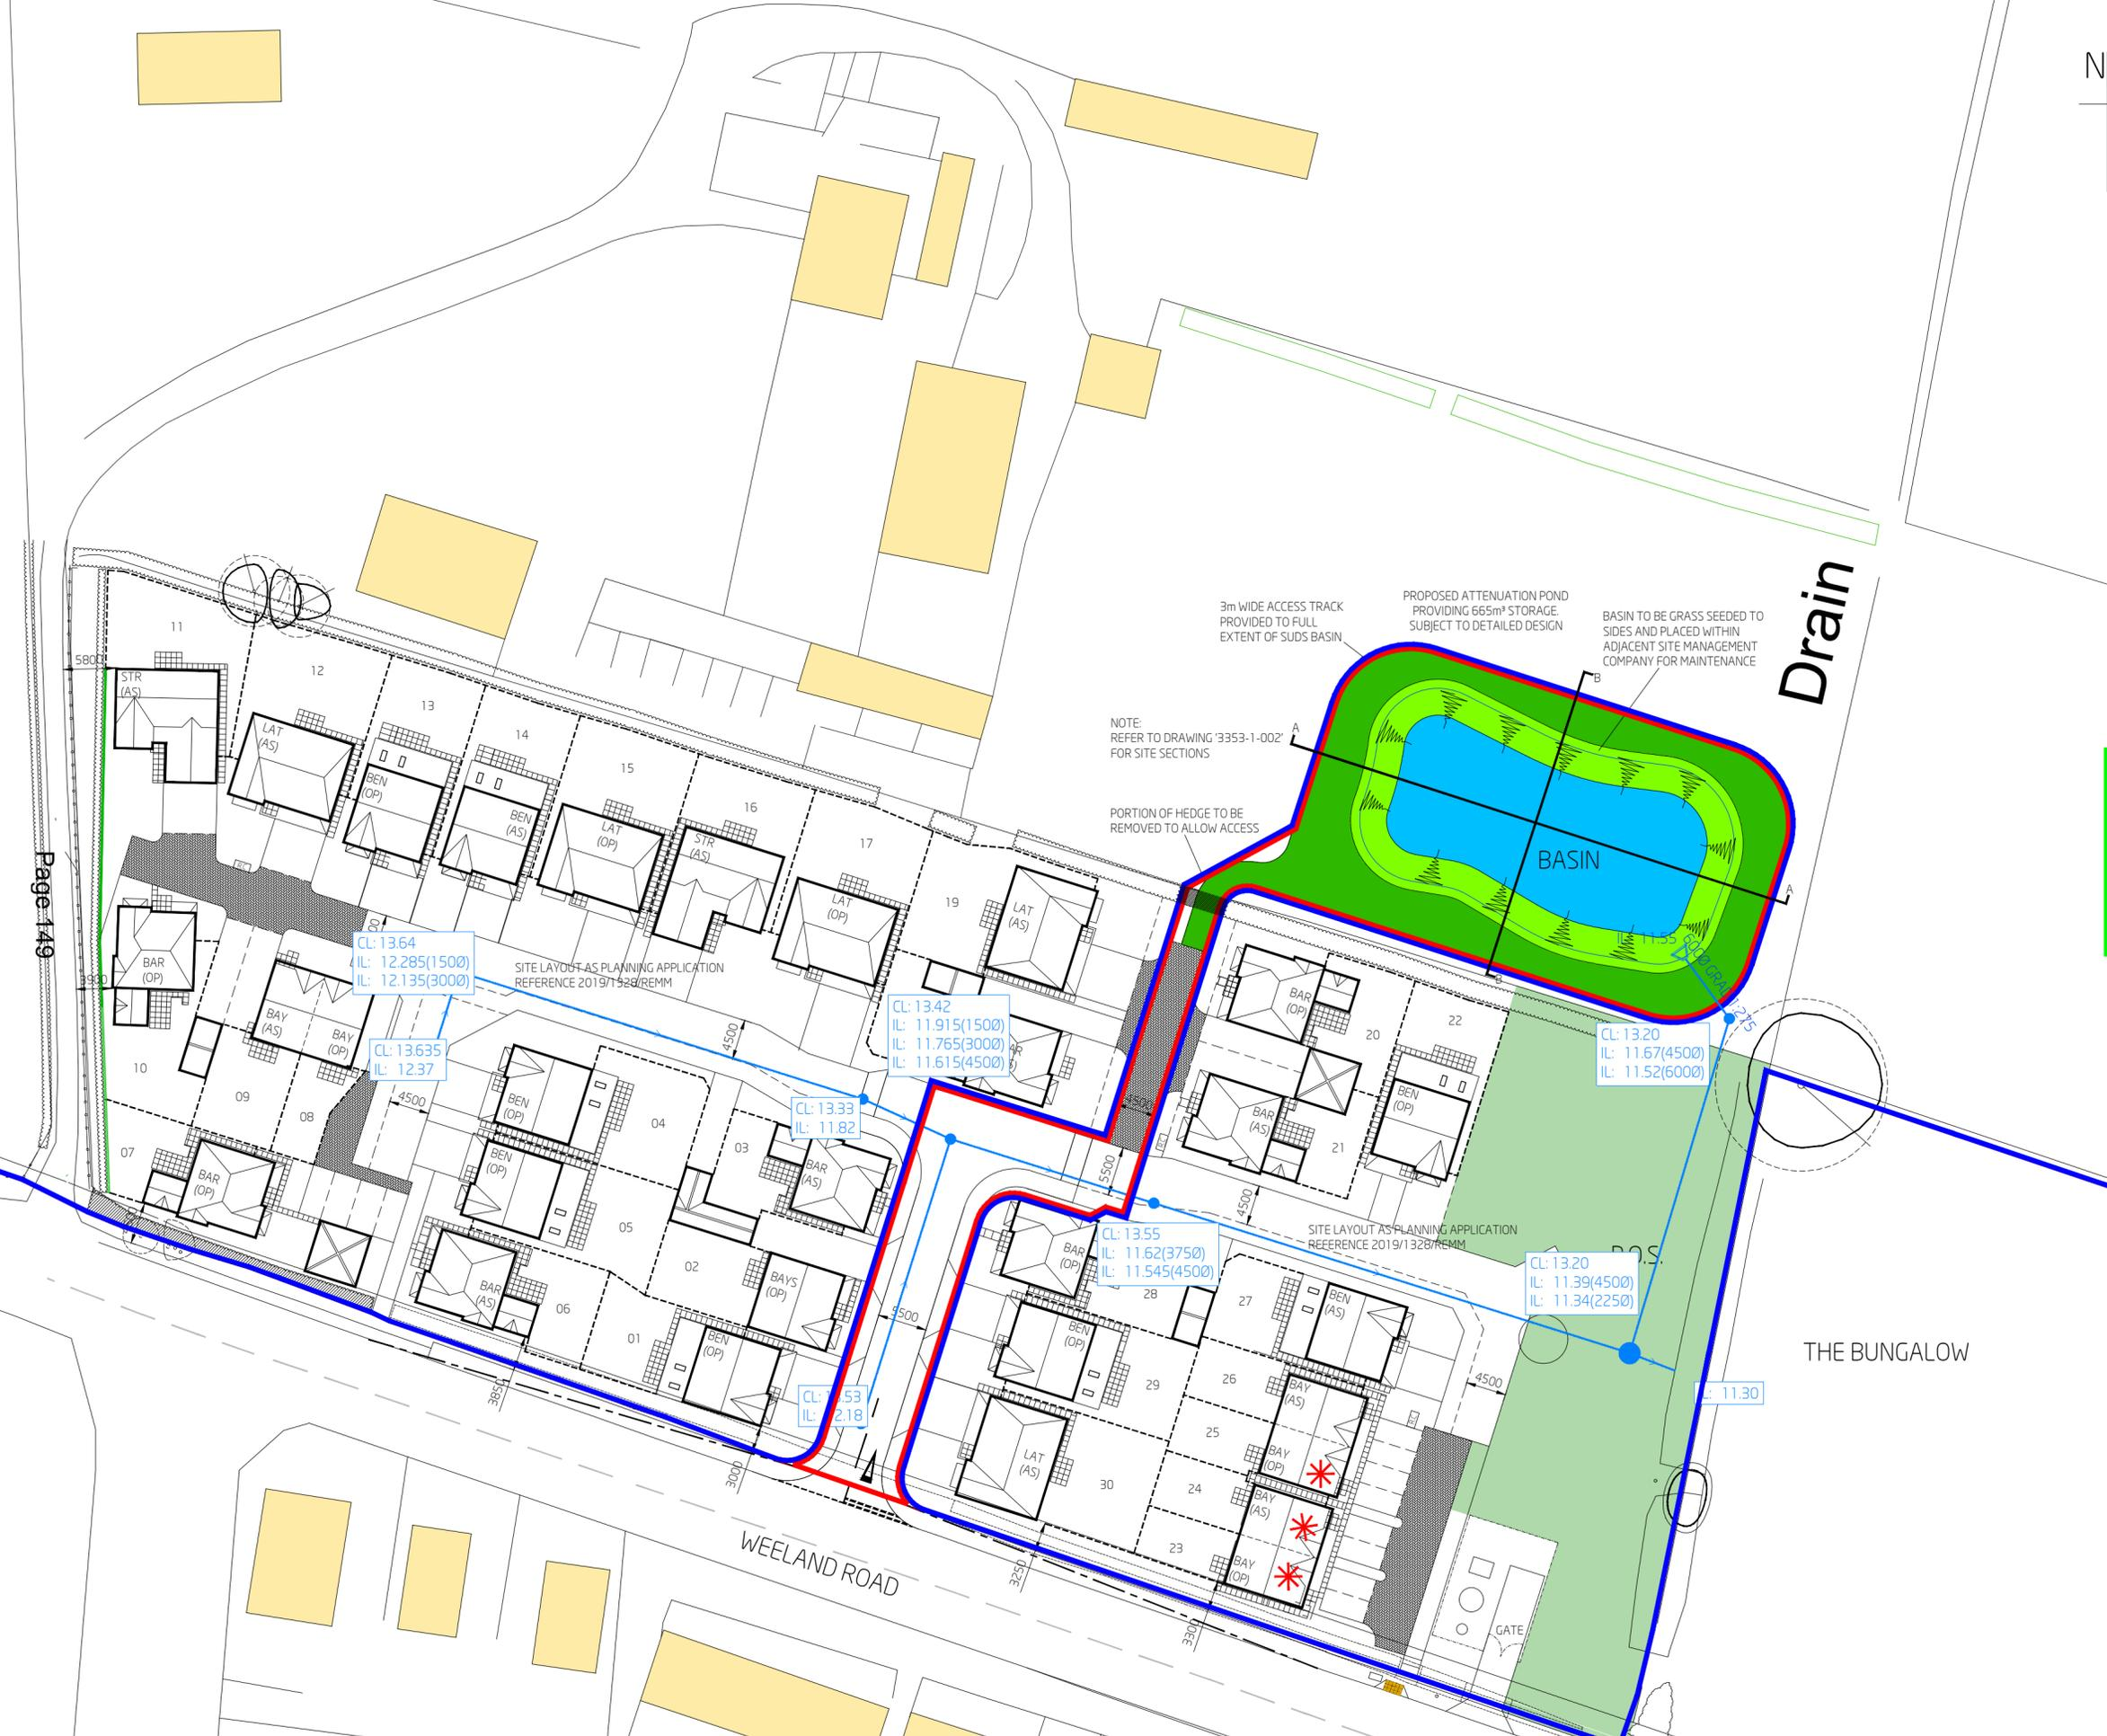 N
Drain
3m WIDE ACCESS TRACK
PROVIDED TO FULL
EXTENT OF SUDS BASIN
PROPOSED ATTENUATION POND
PROVIDING 665m³ STORAGE.
SUBJECT TO DETAILED DESIGN
BASIN TO BE GRASS SEEDED TO
SIDES AND PLACED WITHIN
ADJACENT SITE MANAGEMENT
COMPANY FOR MAINTENANCE
B
A
NOTE:
REFER TO DRAWING '3353-1-002'
FOR SITE SECTIONS
PORTION OF HEDGE TO BE
REMOVED TO ALLOW ACCESS
BASIN
A
B
IL: 11.55
11
5800
STR
(AS)
12
LAT
(AS)
13
BEN
(OP)
14
BEN
(AS)
15
LAT
(OP)
16
STR
(AS)
17
LAT
(OP)
19
LAT
(AS)
Page 149
BAR
(OP)
3900
BAY
(AS)
BAY
(OP)
10
09
08
07
BAR
(OP)
CL: 13.64
IL: 12.285(150Ø)
IL: 12.135(300Ø)
SITE LAYOUT AS PLANNING APPLICATION
REFERENCE 2019/1328/REMM
CL: 13.635
IL: 12.37
4500
4500
CL: 13.42
IL: 11.915(150Ø)
IL: 11.765(300Ø)
IL: 11.615(450Ø)
CL: 13.33
IL: 11.82
BEN
(OP)
04
BEN
(OP)
03
BAR
(AS)
05
02
BAYS
(OP)
BAR
(AS)
06
01
BEN
(OP)
4500
5500
BAR
(OP)
20
22
BAR
(AS)
21
BEN
(OP)
4500
CL: 13.20
IL: 11.67(450Ø)
IL: 11.52(600Ø)
CL: 13.55
IL: 11.62(375Ø)
IL: 11.545(450Ø)
SITE LAYOUT AS PLANNING APPLICATION
REFERENCE 2019/1328/REMM
P.O.S.
CL: 13.20
IL: 11.39(450Ø)
IL: 11.34(225Ø)
THE BUNGALOW
11.30
5500
BAR
(OP)
28
27
BEN
(AS)
BEN
(OP)
29
26
BAY
(AS)
4500
25
BAY
(OP)
LAT
(AS)
30
24
BAY
(AS)
23
BAY
(OP)
GATE
3850
3000
3250
3300
WEELAND ROAD